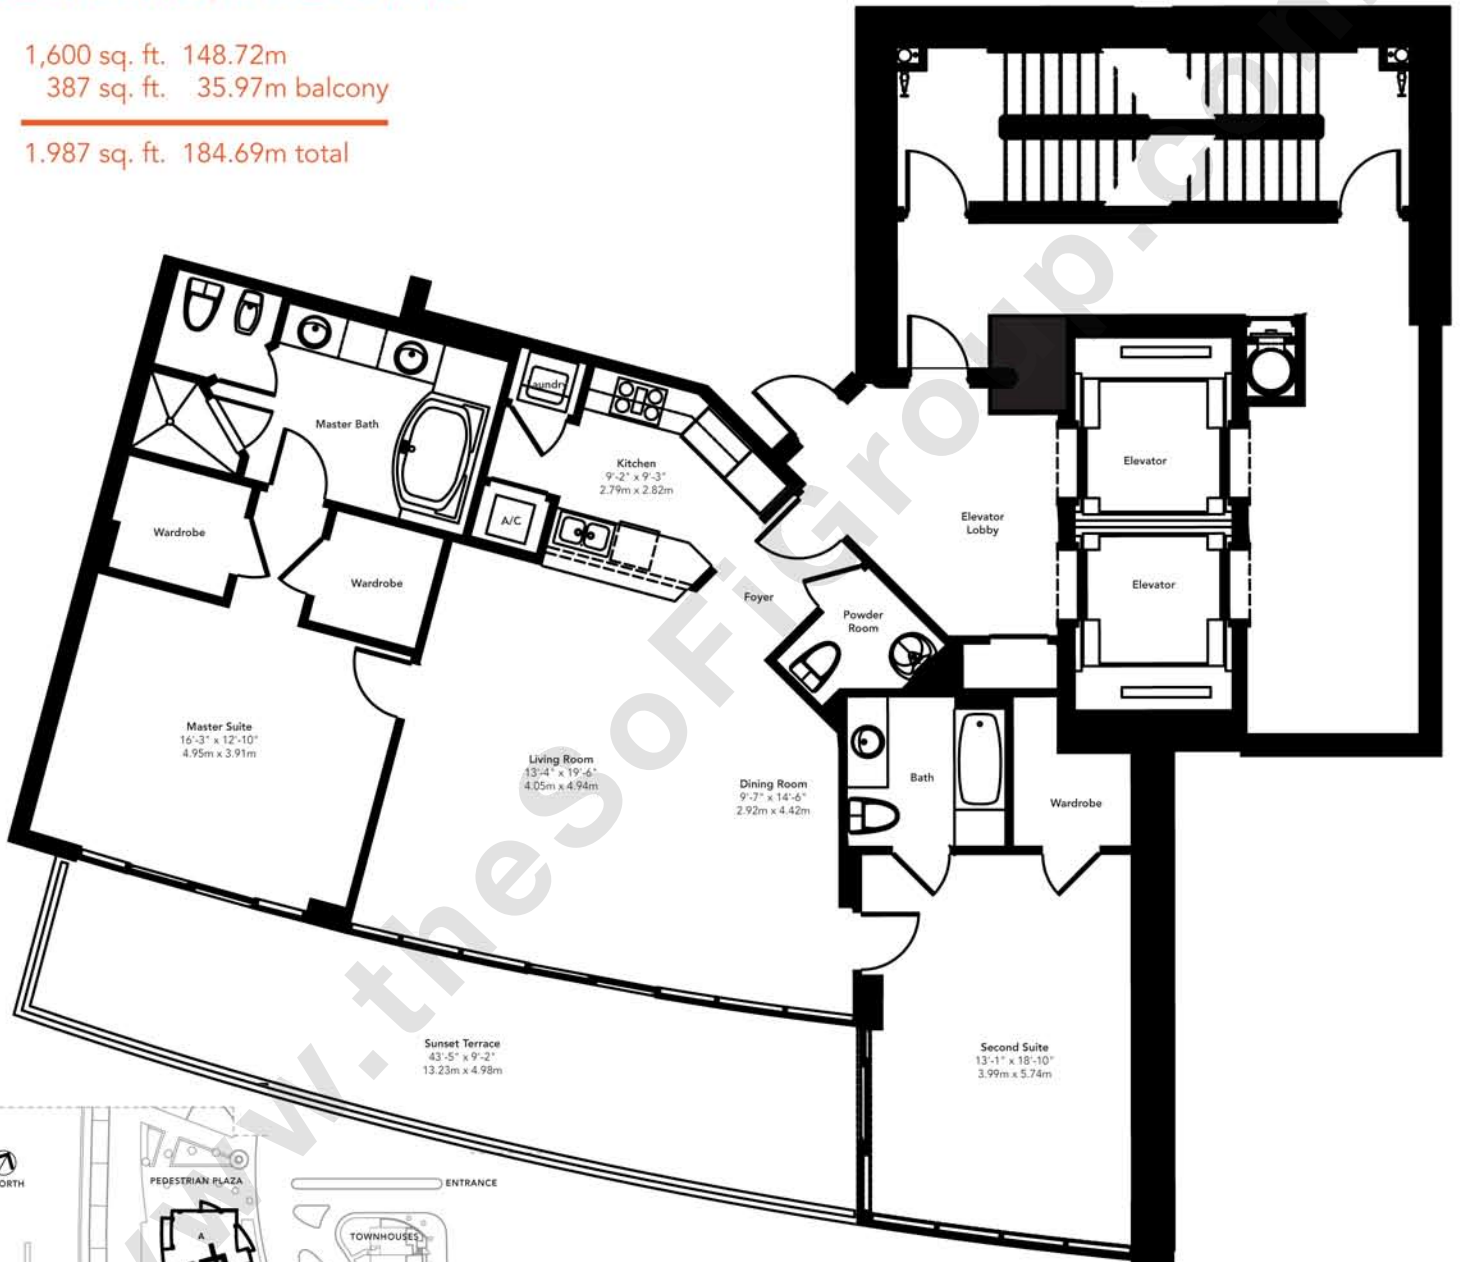 1,600 sq. ft. 148.72m
387 sq. ft. 35.97m balcony
1.987 sq. ft. 184.69m total
Master Bath
Laundry
Kitchen
9'-2" x 9'-3"
2.79m x 2.82m
A/C
Wardrobe
Wardrobe
Foyer
Powder
Room
Elevator
Lobby
Elevator
Elevator
Master Suite
16'-3" x 12'-10"
4.95m x 3.91m
Living Room
13'-4" x 19'-6"
4.05m x 4.94m
Dining Room
9'-7" x 14'-6"
2.92m x 4.42m
Bath
Wardrobe
Sunset Terrace
43'-5" x 9'-2"
13.23m x 4.98m
Second Suite
13'-1" x 18'-10"
3.99m x 5.74m
ORTH
PEDESTRIAN PLAZA
ENTRANCE
A
TOWNHOUSES
www.theSoFiGroup.com